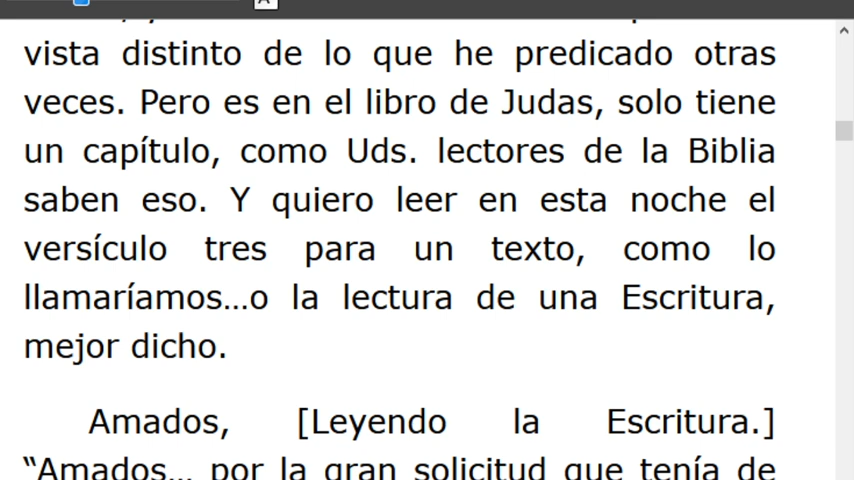 vista distinto de lo que he predicado otras
veces. Pero es en el libro de Judas, solo tiene
un capítulo, como Uds. lectores de la Biblia
saben eso. Y quiero leer en esta noche el
versículo tres para un texto, como lo
llamaríamos…o la lectura de una Escritura,
mejor dicho.
Amados, [Leyendo la Escritura.]
“Amados… por la gran solicitud que tenía de